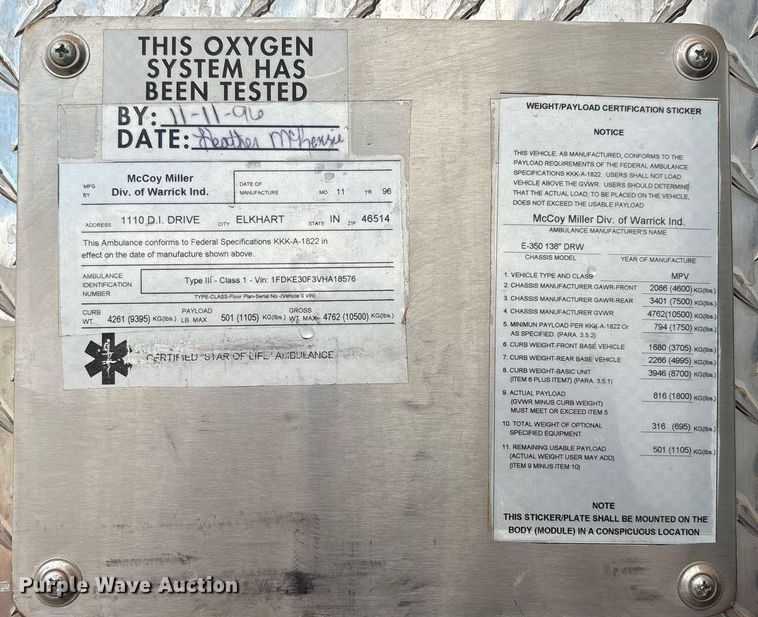 THIS OXYGEN
SYSTEM HAS
BEEN TESTED
BY: 11-11-96
DATE: Heather McKenzie
MFG BY McCoy Miller Div. of Warrick Ind.
DATE OF MANUFACTURE MO. 11 YR 96
ADDRESS 1110 D.I. DRIVE CITY ELKHART STATE IN ZIP 46514
This Ambulance conforms to Federal Specifications KKK-A-1822 in
effect on the date of manufacture shown above.
AMBULANCE IDENTIFICATION NUMBER Type III - Class 1 - Vin: 1FDKE30F3VHA18576
TYPE-CLASS-Floor Plan-Serial No.-(Vehicle'S VIN)
CURB WT. 4261 (9395) KG(lbs.) PAYLOAD LB. MAX 501 (1105) KG(lbs.) GROSS WT. MAX 4762 (10500) KG(lbs.)
CERTIFIED "STAR OF LIFE" AMBULANCE
WEIGHT/PAYLOAD CERTIFICATION STICKER
NOTICE
THIS VEHICLE, AS MANUFACTURED, CONFORMS TO THE
PAYLOAD REQUIREMENTS OF THE FEDERAL AMBULANCE
SPECIFICATIONS KKK-A-1822. USERS SHALL NOT LOAD
VEHICLE ABOVE THE GVWR USERS SHOULD DETERMINE
THAT THE ACTUAL LOAD, TO BE PLACED ON THE VEHICLE,
DOES NOT EXCEED THE USABLE PAYLOAD
McCoy Miller Div. of Warrick Ind.
AMBULANCE MANUFACTURER'S NAME
E-350 138" DRW
CHASSIS MODEL YEAR OF MANUFACTURE
1. VEHICLE TYPE AND CLASS MPV
2. CHASSIS MANUFACTURER GAWR-FRONT 2086 (4600) KG(lbs.)
3. CHASSIS MANUFACTURER GAWR-REAR 3401 (7500) KG(lbs.)
4. CHASSIS MANUFACTURER GVWR 4762(10500) KG(lbs.)
5. MINIMUN PAYLOAD PER KKK-A-1822 Or 794 (1750) KG(lbs.)
AS SPECIFIED. (PARA. 3.5.2)
6. CURB WEIGHT-FRONT BASE VEHICLE 1680 (3705) KG(lbs.)
7. CURB WEIGHT-REAR BASE VEHICLE 2266 (4995) KG(lbs.)
8. CURB WEIGHT-BASIC UNIT 3946 (8700) KG(lbs.)
(ITEM 6 PLUS ITEM7) (PARA. 3.5.1)
9. ACTUAL PAYLOAD 816 (1800) KG(lbs.)
(GVWR MINUS CURB WEIGHT)
MUST MEET OR EXCEED ITEM 5
10. TOTAL WEIGHT OF OPTIONAL 316 (695) KG(lbs.)
SPECIFIED EQUIPMENT
11. REMAINING USABLE PAYLOAD 501 (1105) KG(lbs.)
(ACTUAL WEIGHT USER MAY ADD)
(ITEM 9 MINUS ITEM 10)
NOTE
THIS STICKER/PLATE SHALL BE MOUNTED ON THE
BODY (MODULE) IN A CONSPICUOUS LOCATION
Purple Wave Auction